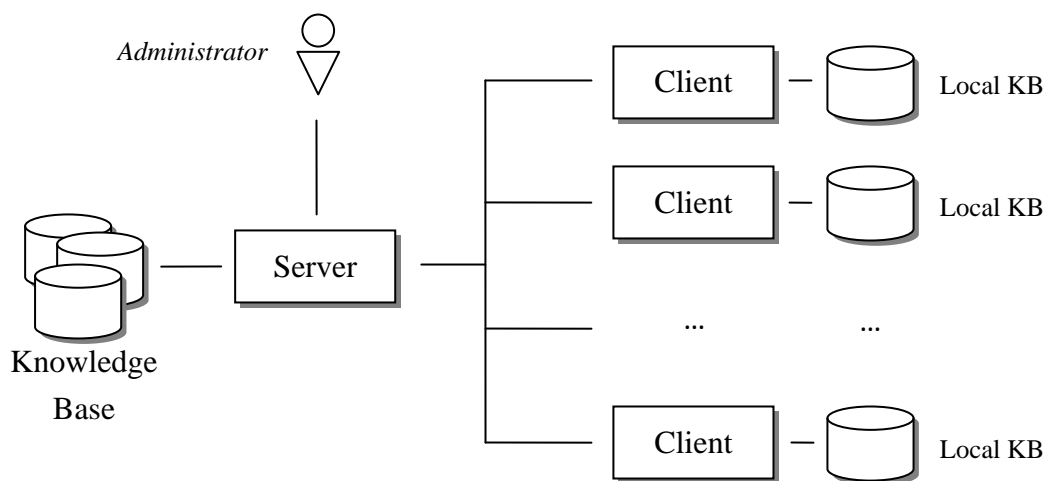 Administrator
Client
Local KB
Client
Local KB
Server
... ...
Knowledge
Base
Client
Local KB